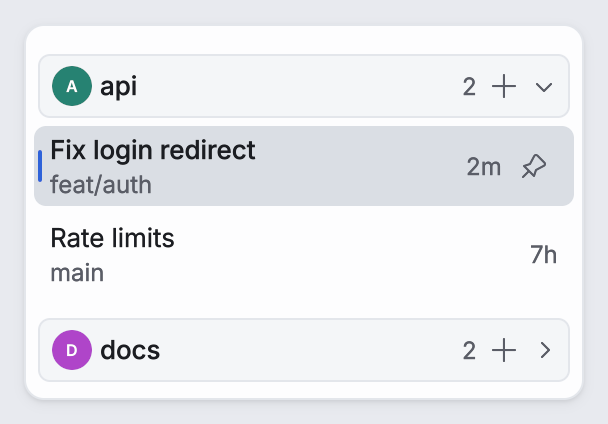 A api 2
Fix login redirect 2m
feat/auth
Rate limits 7h
main
D docs 2